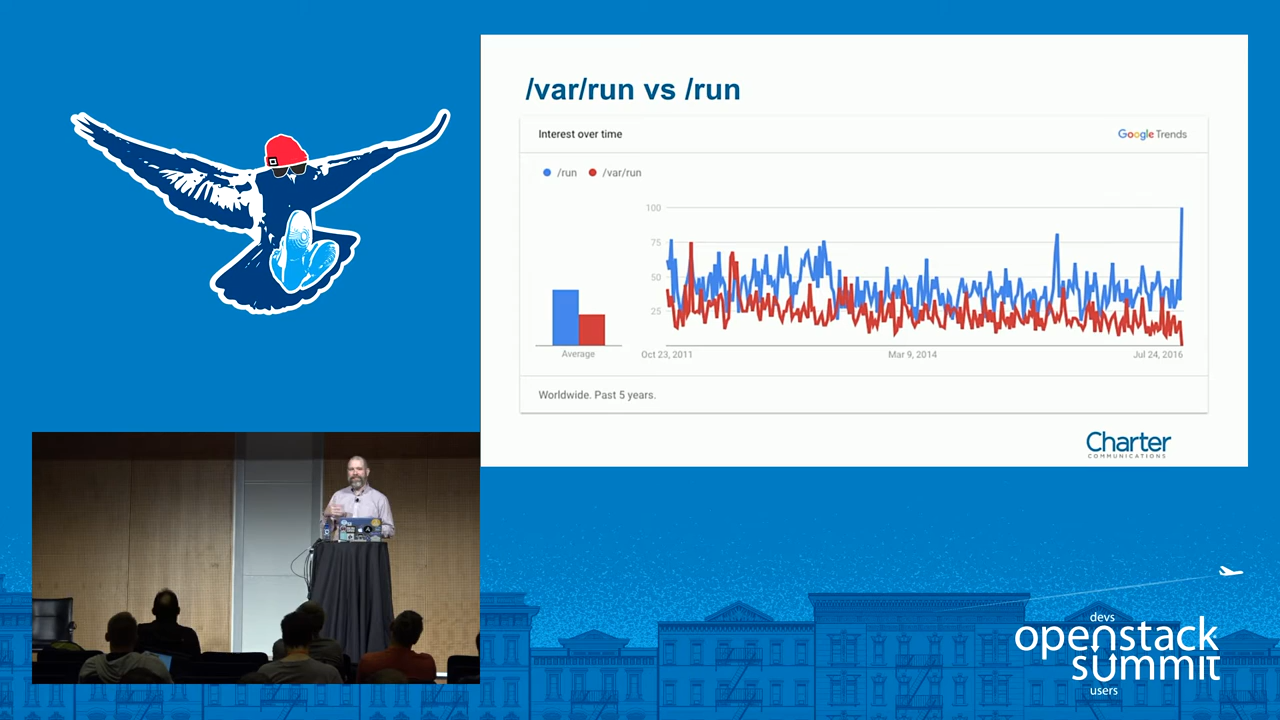 /var/run vs /run
Interest over time
Google Trends
/run
/var/run
100
75
50
25
Average
Oct 23, 2011
Mar 9, 2014
Jul 24, 2016
Worldwide. Past 5 years.
Charter
COMMUNICATIONS
devs
openstack
summit
users